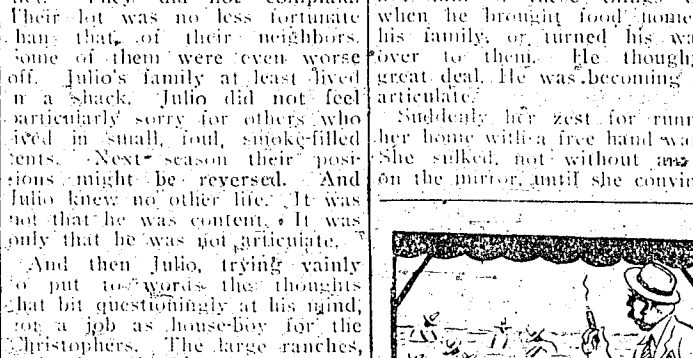 did not
Their lot was no less fortunate
than that of their neighbors.
Some of them were even worse
off. Julio's family at least lived
in a shack. Julio did not feel
particularly sorry for others who
lived in small, foul, smoke-filled
tents. Next season their posi-
tions might be reversed. And
Julio knew no other life. It was
not that he was content. It was
only that he was not articulate.
And then Julio, trying vainly
to put to words the thoughts
that bit questioningly at his mind,
got a job as house-boy for the
Christophers. The large ranches,
when he brought food home
his family, or turned his wa
over to them. He though
great deal. He was becoming
articulate.
Suddenly her zest for runn
her home with a free hand wa
She sulked, not without
on the mirror, until she convin